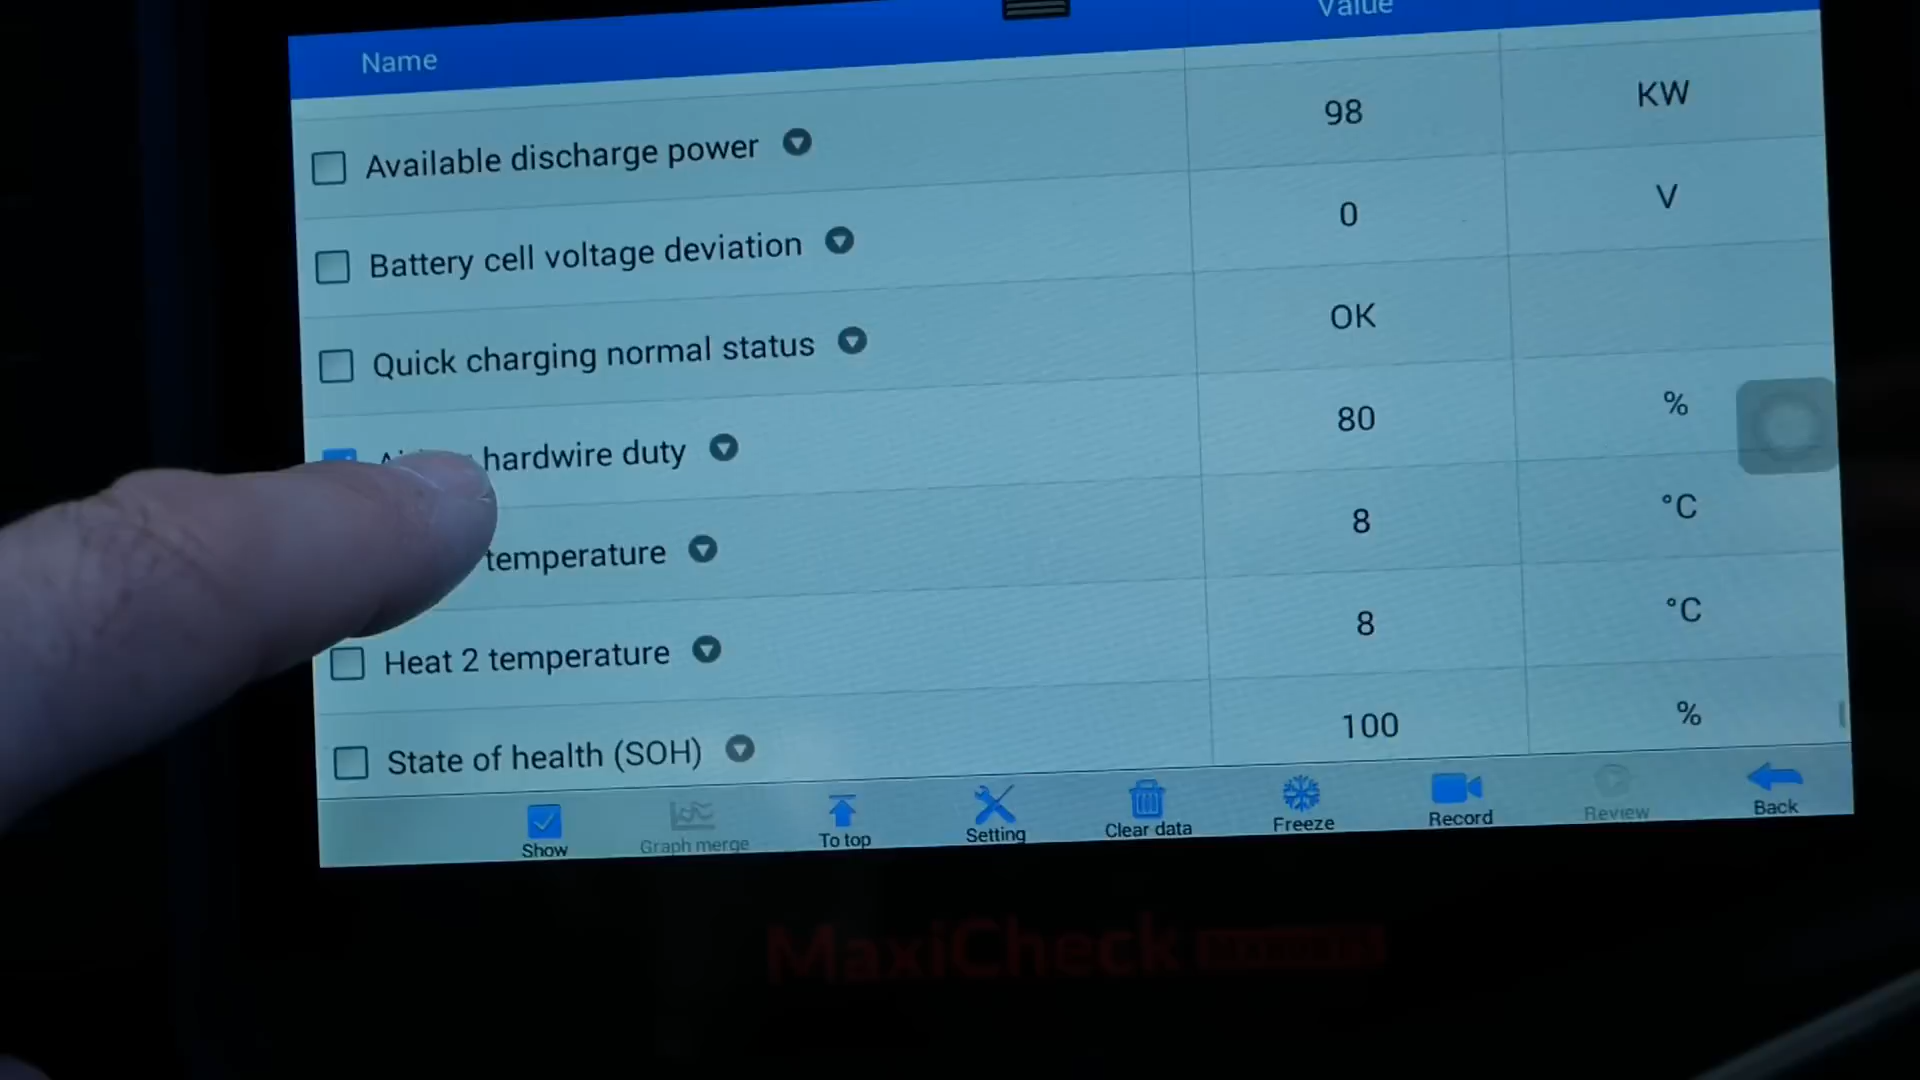 Name Value
Available discharge power 98 KW
Battery cell voltage deviation 0 V
Quick charging normal status OK
hardwire duty 80 %
temperature 8 °C
Heat 2 temperature 8 °C
State of health (SOH) 100 %
Show Graph merge To top Setting Clear data Freeze Record Review Back
MaxiCheck